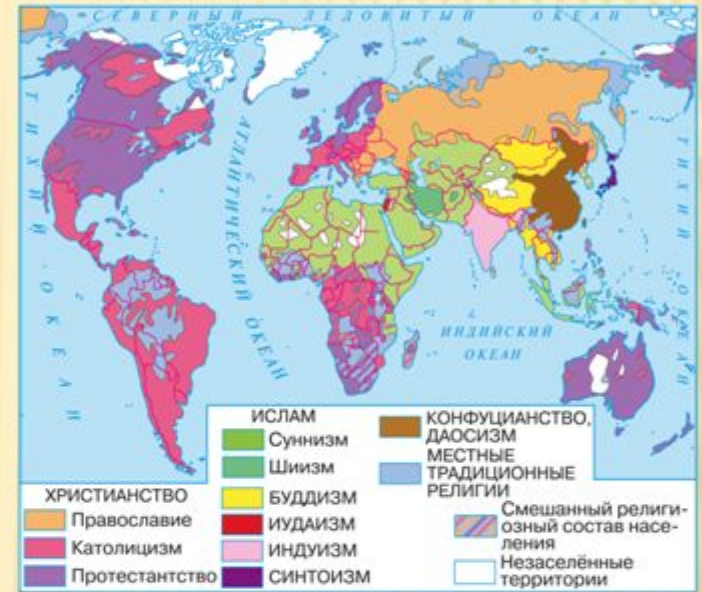 СЕВЕРНЫЙ ЛЕДОВИТЫЙ ОКЕАН
ТИХИЙ ОКЕАН
АТЛАНТИЧЕСКИЙ ОКЕАН
ИНДИЙСКИЙ
ОКЕАН
ТИХИЙ ОКЕАН
ХРИСТИАНСТВО
Православие
Католицизм
Протестантство
ИСЛАМ
Суннизм
Шиизм
БУДДИЗМ
ИУДАИЗМ
ИНДУИЗМ
СИНТОИЗМ
КОНФУЦИАНСТВО,
ДАОСИЗМ
МЕСТНЫЕ
ТРАДИЦИОННЫЕ
РЕЛИГИИ
Смешанный религи-
озный состав насе-
ления
Незаселённые
территории